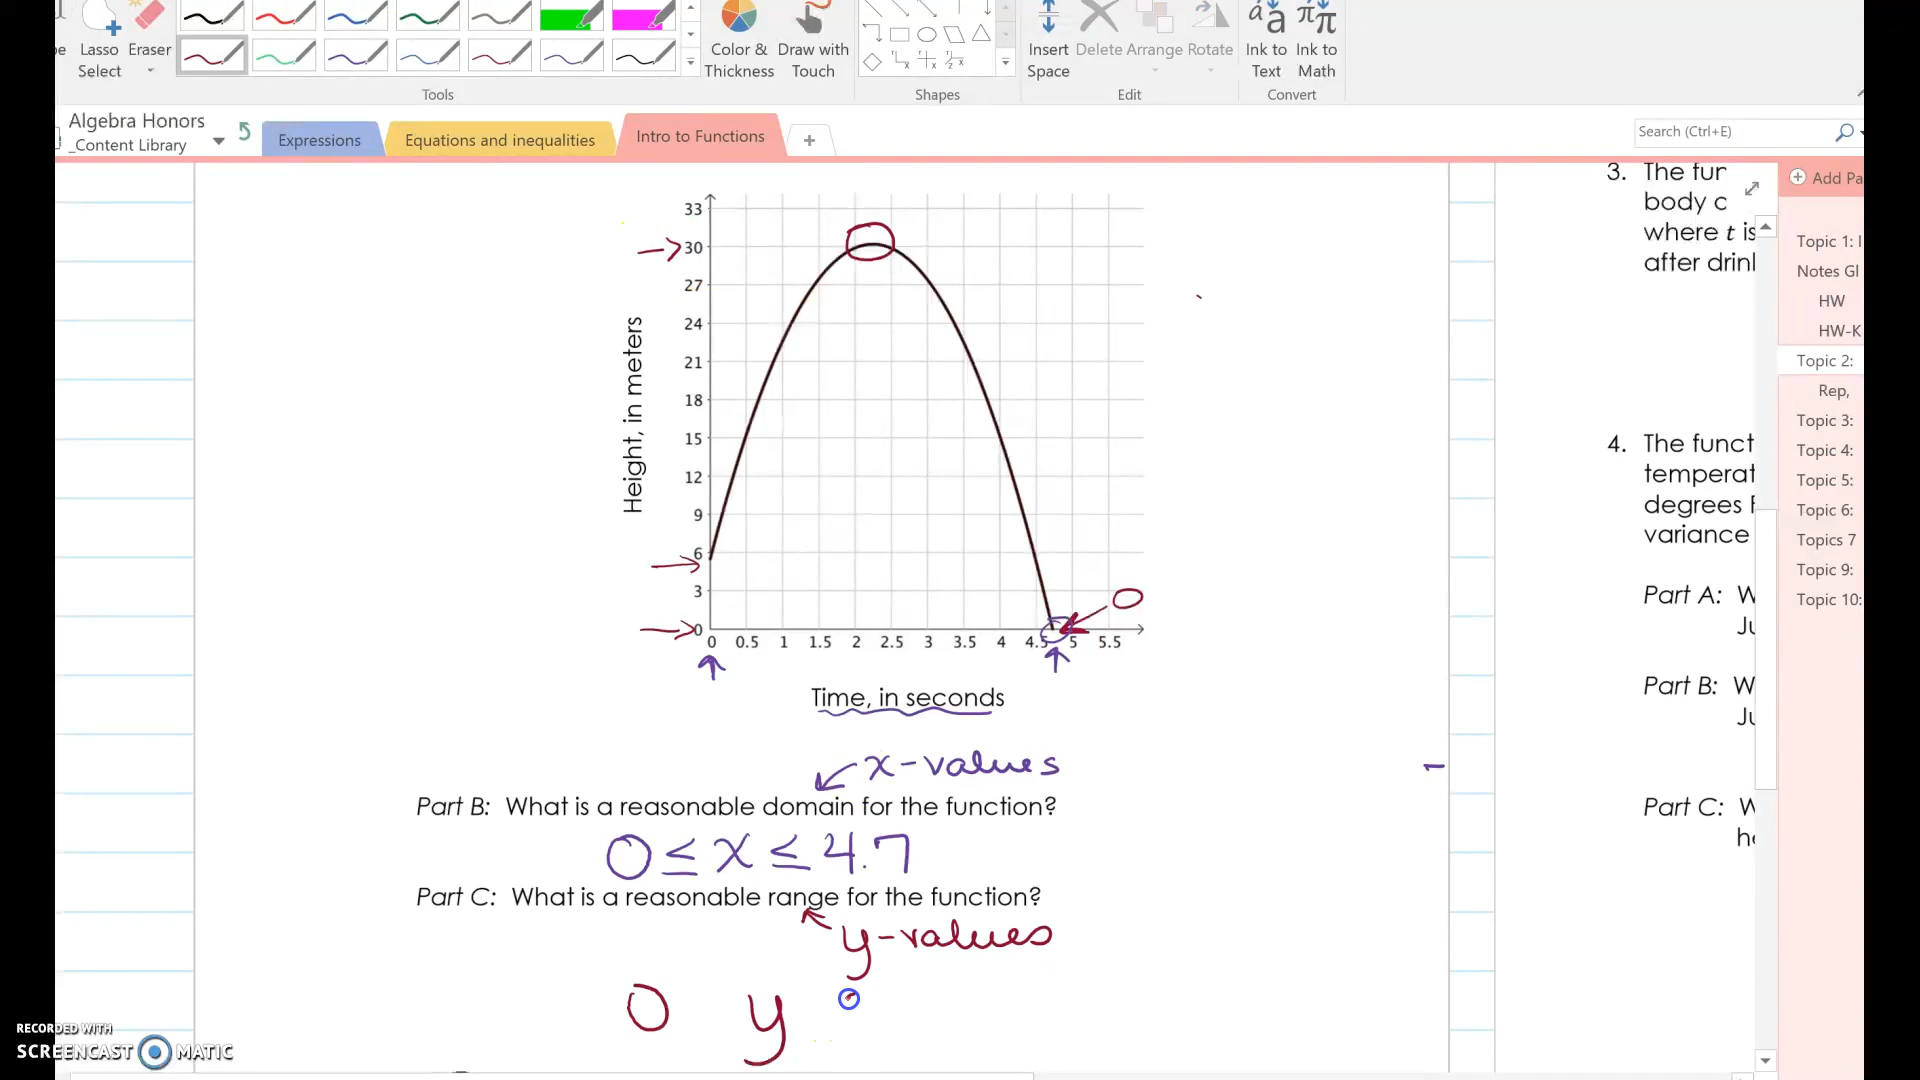 Lasso Select
Eraser
Color & Thickness
Draw with Touch
Insert Space
Delete
Arrange
Rotate
Ink to Text
Ink to Math
Tools
Shapes
Edit
Convert
Algebra Honors
_Content Library
Expressions
Equations and inequalities
Intro to Functions
+
Search (Ctrl+E)
Add Pa
33
30
27
24
21
18
15
12
9
6
3
0
Height, in meters
0 0.5 1 1.5 2 2.5 3 3.5 4 4.5 5 5.5
0
Time, in seconds
x-values
Part B: What is a reasonable domain for the function?
0 ≤ x ≤ 4.7
Part C: What is a reasonable range for the function?
y-values
0 y
3. The fun
body c
where t is
after drinl
4. The funct
temperat
degrees F
variance
Part A: W
Ju
Part B: W
Ju
Part C: W
he
Topic 1: I
Notes Gl
HW
HW-K
Topic 2:
Rep,
Topic 3:
Topic 4:
Topic 5:
Topic 6:
Topics 7
Topic 9:
Topic 10:
RECORDED WITH
SCREENCAST MATIC